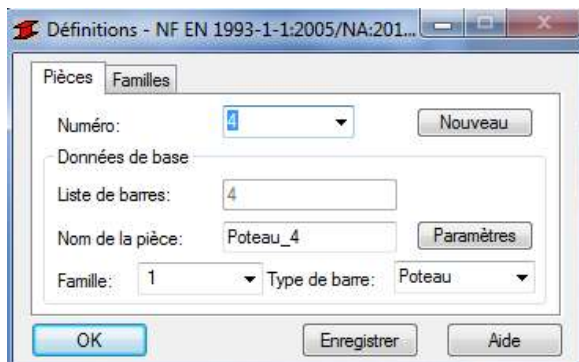 Définitions - NF EN 1993-1-1:2005/NA:201...
Pièces Familles
Numéro: 4 Nouveau
Données de base
Liste de barres: 4
Nom de la pièce: Poteau_4 Paramètres
Famille: 1 Type de barre: Poteau
OK Enregistrer Aide